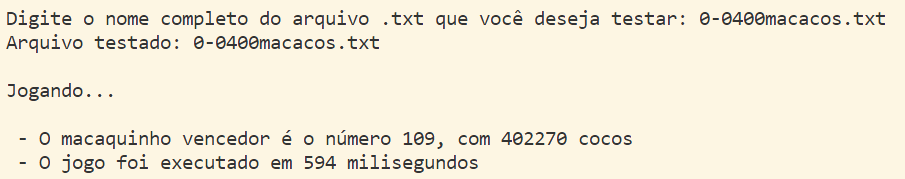 Digite o nome completo do arquivo .txt que você deseja testar: 0-0400macacos.txt
Arquivo testado: 0-0400macacos.txt
Jogando...
- O macaquinho vencedor é o número 109, com 402270 cocos
- O jogo foi executado em 594 milisegundos